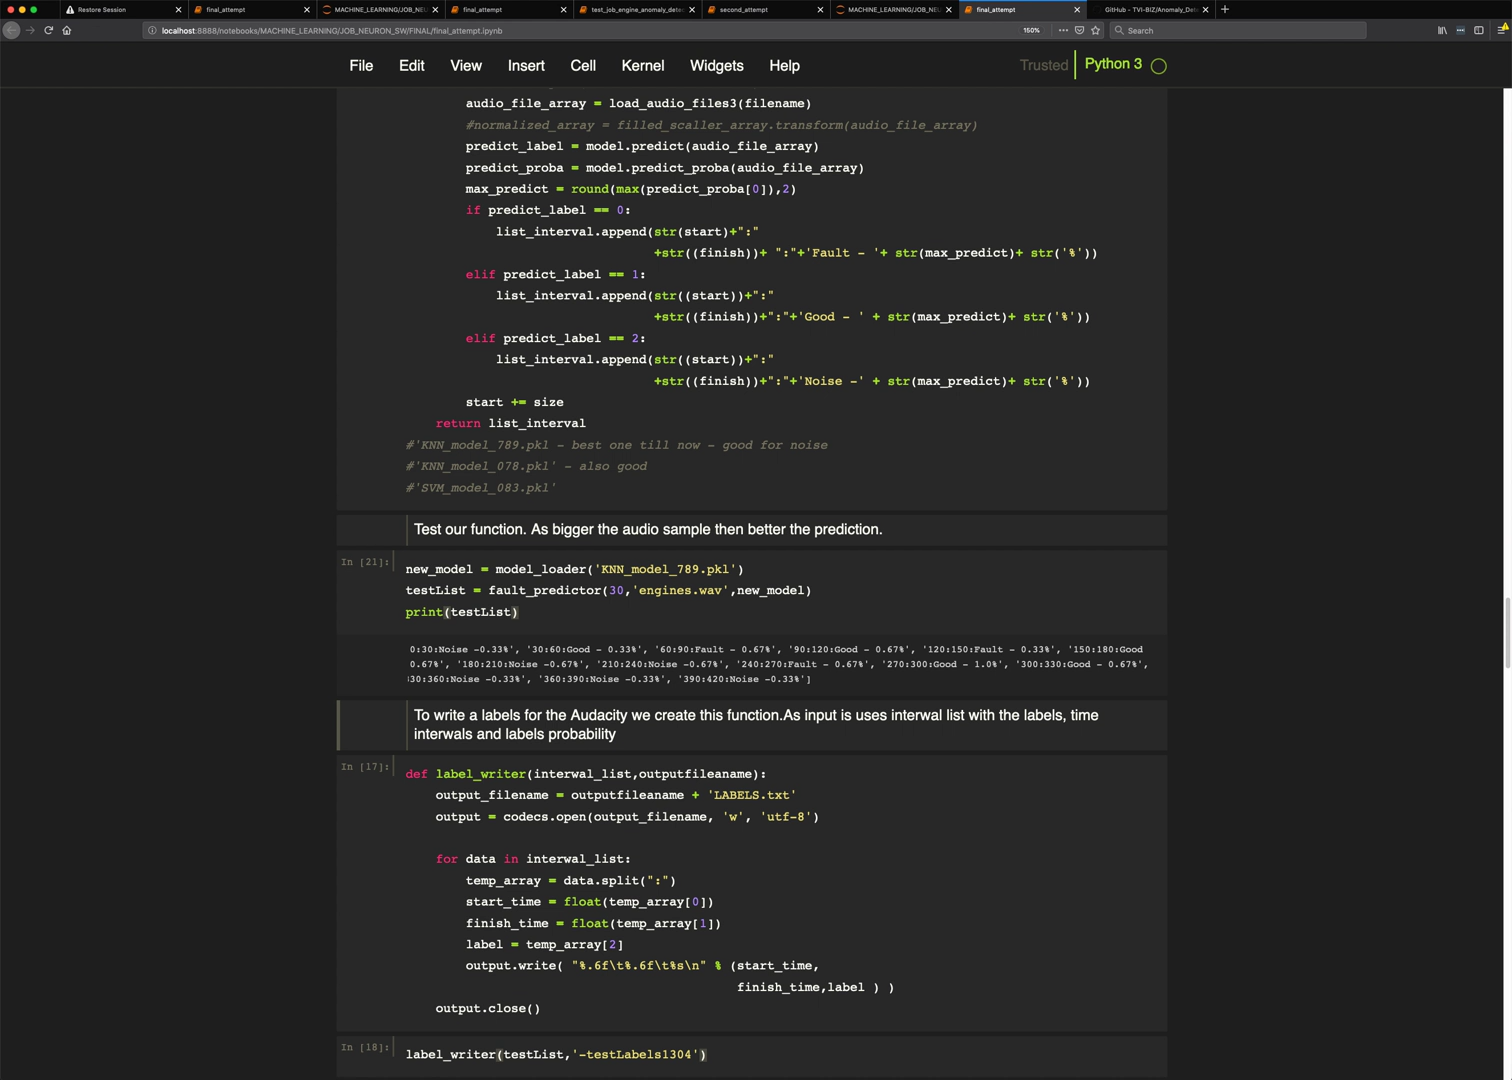 Restore Session
final_attempt
MACHINE_LEARNING/JOB_NEUR
final_attempt
test_job_engine_anomaly_detec
second_attempt
MACHINE_LEARNING/JOB_NEU
final_attempt
GitHub - TVI-BIZ/Anomaly_Det
localhost:8888/notebooks/MACHINE_LEARNING/JOB_NEURON_SW/FINAL/final_attempt.ipynb
150%
Search
File Edit View Insert Cell Kernel Widgets Help
Trusted Python 3
audio_file_array = load_audio_files3(filename)
#normalized_array = filled_scaller_array.transform(audio_file_array)
predict_label = model.predict(audio_file_array)
predict_proba = model.predict_proba(audio_file_array)
max_predict = round(max(predict_proba[0]),2)
if predict_label == 0:
list_interval.append(str(start)+":"
+str((finish))+ ":"+'Fault - '+ str(max_predict)+ str('%'))
elif predict_label == 1:
list_interval.append(str((start))+":"
+str((finish))+":"+'Good - ' + str(max_predict)+ str('%'))
elif predict_label == 2:
list_interval.append(str((start))+":"
+str((finish))+":"+'Noise -' + str(max_predict)+ str('%'))
start += size
return list_interval
#'KNN_model_789.pkl - best one till now - good for noise
#'KNN_model_078.pkl' - also good
#'SVM_model_083.pkl'
Test our function. As bigger the audio sample then better the prediction.
In [21]:
new_model = model_loader('KNN_model_789.pkl')
testList = fault_predictor(30,'engines.wav',new_model)
print(testList)
0:30:Noise -0.33%', '30:60:Good - 0.33%', '60:90:Fault - 0.67%', '90:120:Good - 0.67%', '120:150:Fault - 0.33%', '150:180:Good
0.67%', '180:210:Noise -0.67%', '210:240:Noise -0.67%', '240:270:Fault - 0.67%', '270:300:Good - 1.0%', '300:330:Good - 0.67%',
30:360:Noise -0.33%', '360:390:Noise -0.33%', '390:420:Noise -0.33%']
To write a labels for the Audacity we create this function.As input is uses interwal list with the labels, time
intervals and labels probability
In [17]:
def label_writer(interwal_list,outputfileaname):
output_filename = outputfileaname + 'LABELS.txt'
output = codecs.open(output_filename, 'w', 'utf-8')
for data in interwal_list:
temp_array = data.split(":")
start_time = float(temp_array[0])
finish_time = float(temp_array[1])
label = temp_array[2]
output.write( "%.6f\t%.6f\t%s\n" % (start_time,
finish_time,label ) )
output.close()
In [18]:
label_writer(testList,'-testLabels1304')